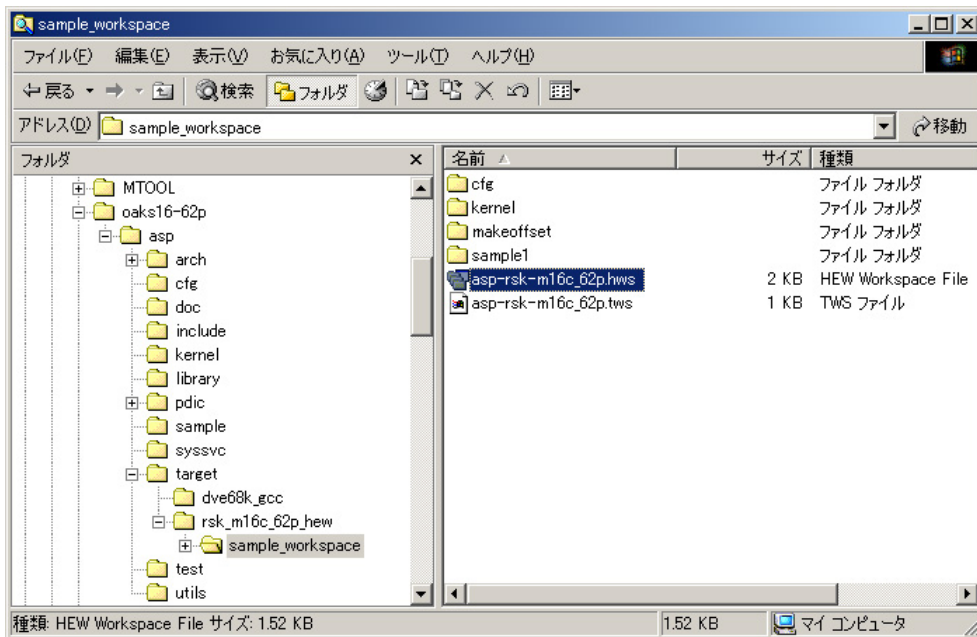 sample_workspace
ファイル(F) 編集(E) 表示(V) お気に入り(A) ツール(T) ヘルプ(H)
戻る 検索 フォルダ
アドレス(D) sample_workspace 移動
フォルダ
MTOOL
oaks16-62p
asp
arch
cfg
doc
include
kernel
library
pdic
sample
syssvc
target
dve68k_gcc
rsk_m16c_62p_hew
sample_workspace
test
utils
名前 サイズ 種類
cfg ファイル フォルダ
kernel ファイル フォルダ
makeoffset ファイル フォルダ
sample1 ファイル フォルダ
asp-rsk-m16c_62p.hws 2 KB HEW Workspace File
asp-rsk-m16c_62p.tws 1 KB TWS ファイル
種類: HEW Workspace File サイズ: 1.52 KB 1.52 KB マイ コンピュータ